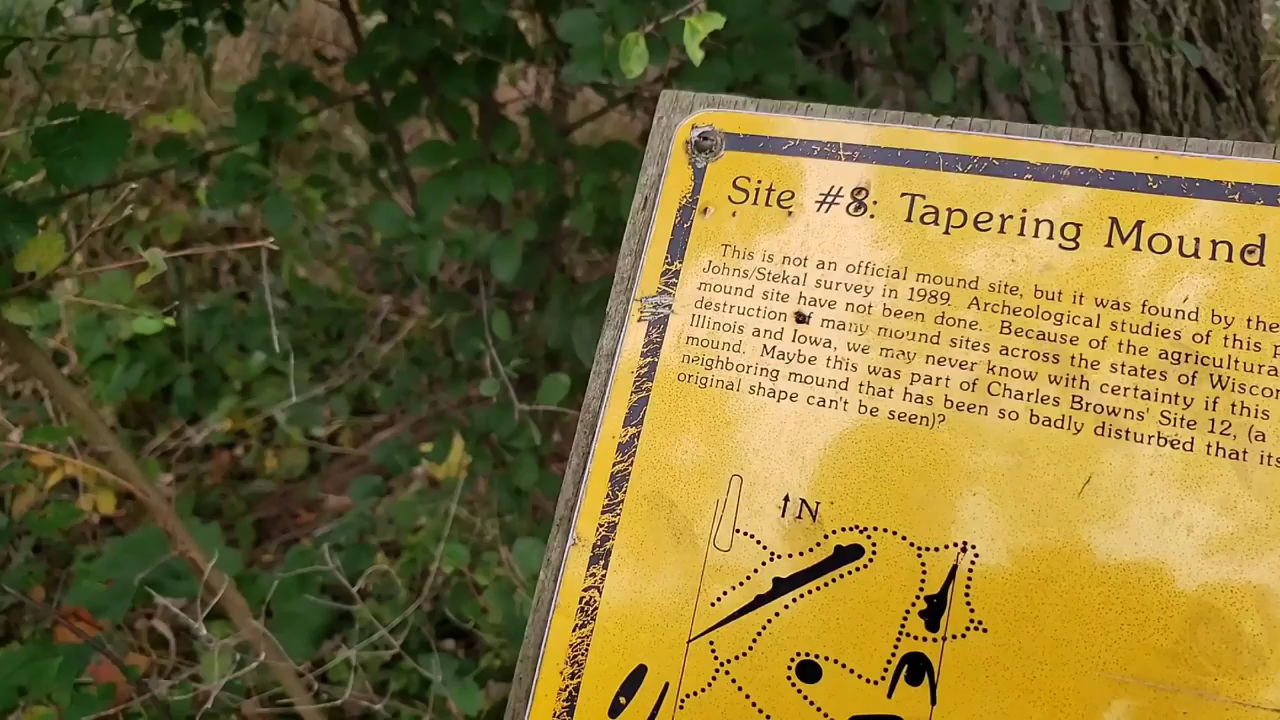 Site #8: Tapering Mound
This is not an official mound site, but it was found by the
Johns/Stekal survey in 1989. Archeological studies of this
mound site have not been done. Because of the agricultura
destruction of many mound sites across the states of Wiscon
Illinois and Iowa, we may never know with certainty if this
mound. Maybe this was part of Charles Browns' Site 12, (a
neighboring mound that has been so badly disturbed that its
original shape can't be seen)?
↑N